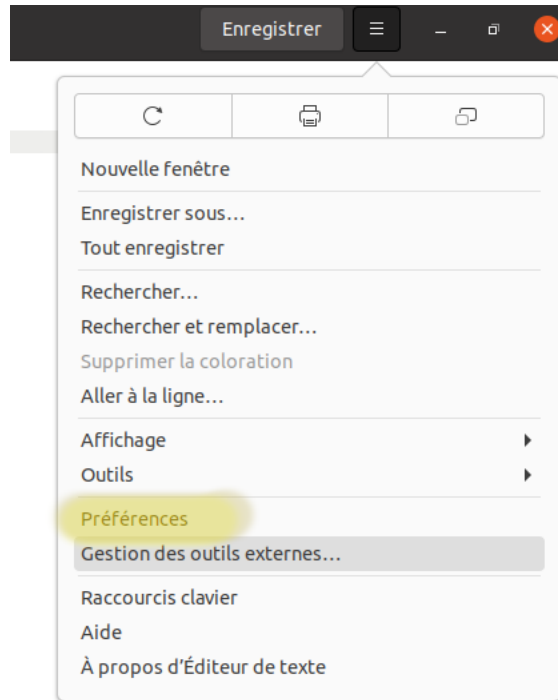 Enregistrer
Nouvelle fenêtre
Enregistrer sous...
Tout enregistrer
Rechercher...
Rechercher et remplacer...
Supprimer la coloration
Aller à la ligne...
Affichage
Outils
Préférences
Gestion des outils externes...
Raccourcis clavier
Aide
À propos d'Éditeur de texte